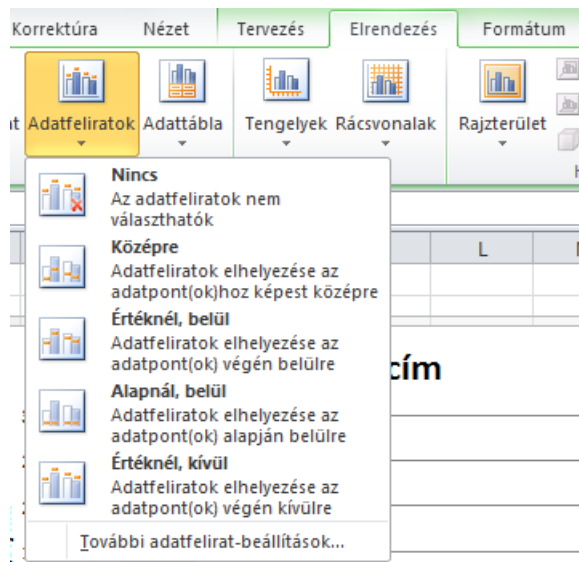 Korrektúra Nézet Tervezés Elrendezés Formátum
Adatfeliratok Adattábla Tengelyek Rácsvonalak Rajzterület
Nincs
Az adatfeliratok nem
választhatók
Középre
Adatfeliratok elhelyezése az
adatpont(ok)hoz képest középre
Értéknél, belül
Adatfeliratok elhelyezése az
adatpont(ok) végén belülre
Alapnál, belül
Adatfeliratok elhelyezése az
adatpont(ok) alapján belülre
Értéknél, kívül
Adatfeliratok elhelyezése az
adatpont(ok) végén kívülre
További adatfelirat-beállítások...
L
cím